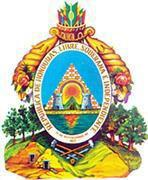 REPUBLICA DE HONDURAS, LIBRE, SOBERANA E INDEPENDIENTE